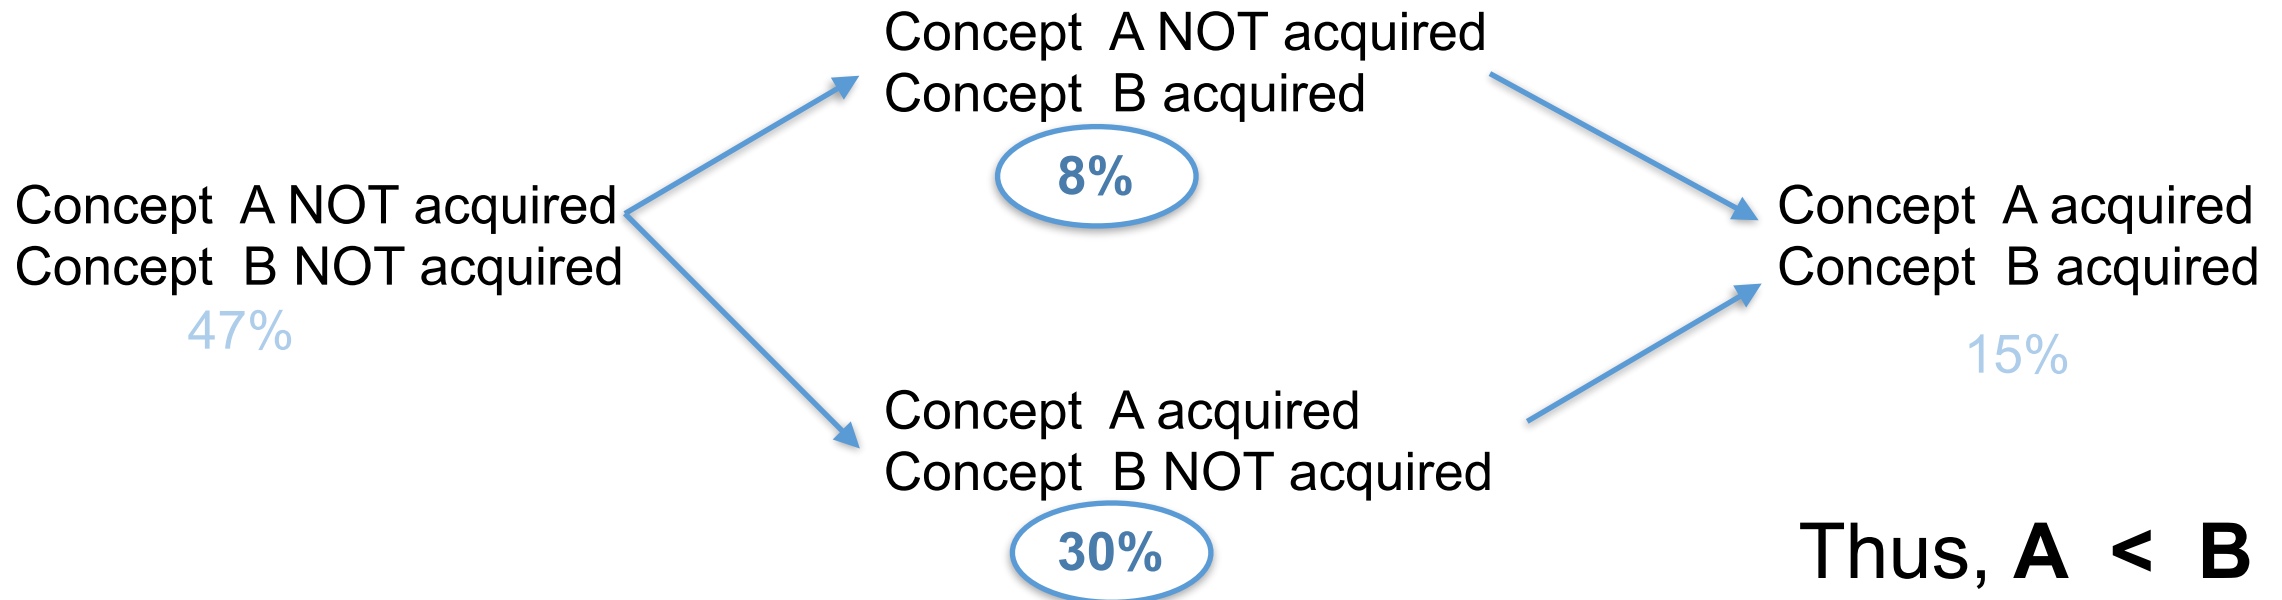 Concept A NOT acquired
Concept B NOT acquired
47%
Concept A NOT acquired
Concept B acquired
8%
Concept A acquired
Concept B NOT acquired
30%
Concept A acquired
Concept B acquired
15%
Thus, A < B